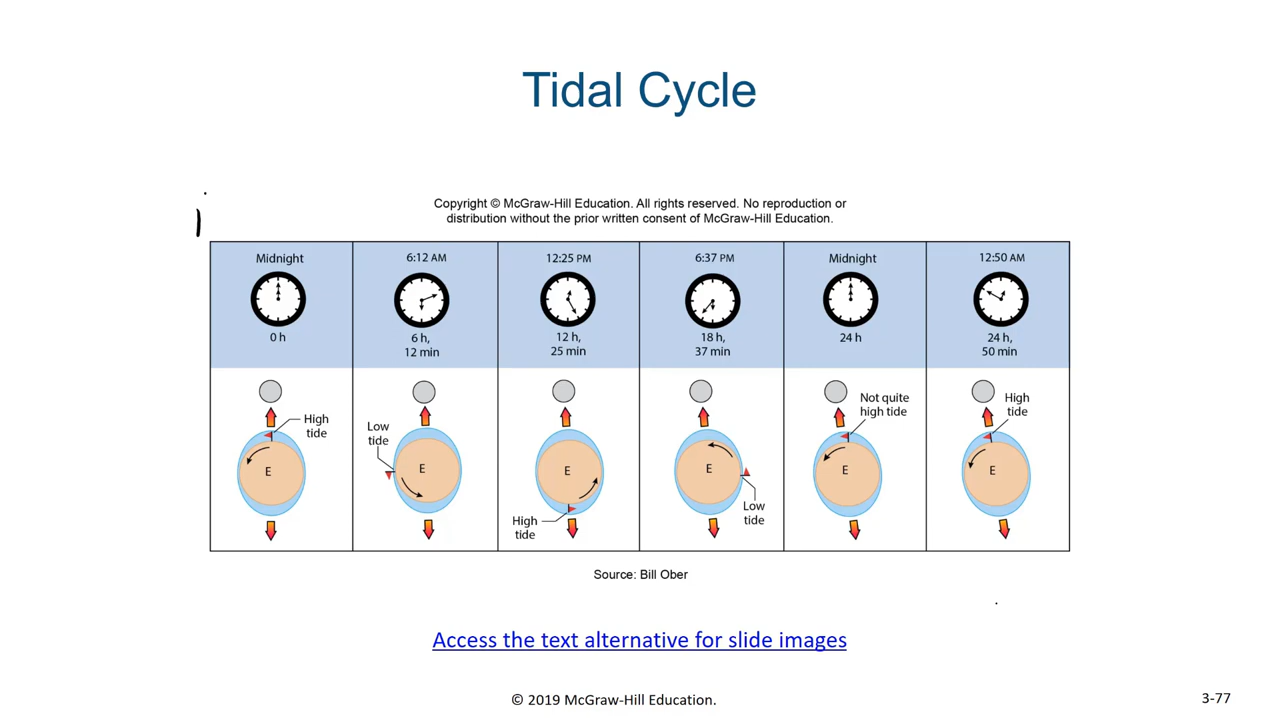 Tidal Cycle
Copyright © McGraw-Hill Education. All rights reserved. No reproduction or
distribution without the prior written consent of McGraw-Hill Education.
Midnight
0 h
6:12 AM
6 h,
12 min
12:25 PM
12 h,
25 min
6:37 PM
18 h,
37 min
Midnight
24 h
12:50 AM
24 h,
50 min
High
tide
E
Low
tide
E
E
High
tide
E
Low
tide
Not quite
high tide
E
High
tide
E
Source: Bill Ober
Access the text alternative for slide images
© 2019 McGraw-Hill Education.
3-77